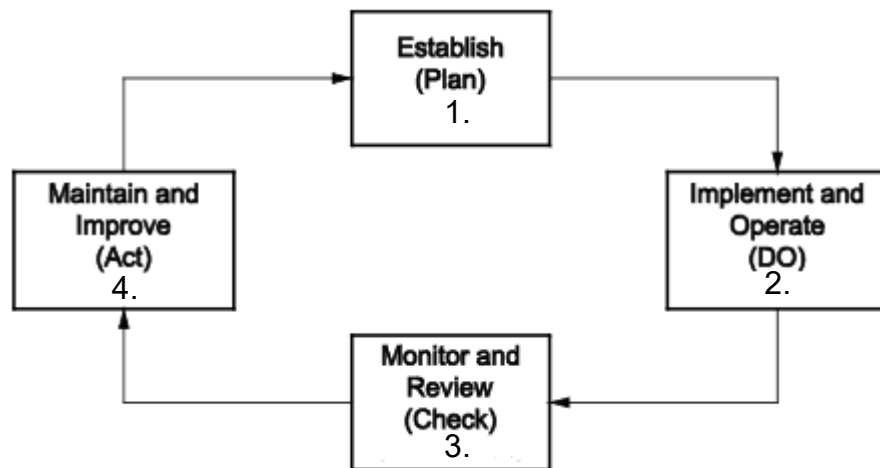 Establish
(Plan)
1.
Maintain and
Improve
(Act)
4.
Implement and
Operate
(DO)
2.
Monitor and
Review
(Check)
3.